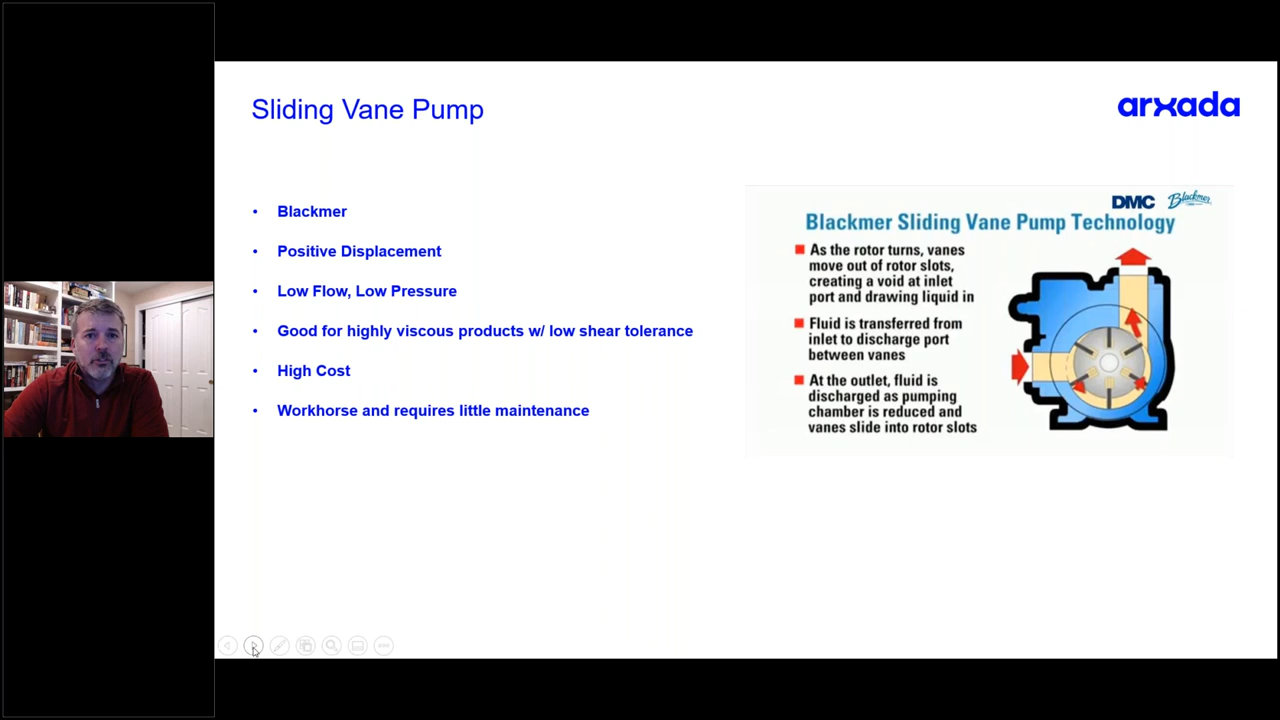 Sliding Vane Pump
arxada
• Blackmer
• Positive Displacement
• Low Flow, Low Pressure
• Good for highly viscous products w/ low shear tolerance
• High Cost
• Workhorse and requires little maintenance
DMC Blackmer
Blackmer Sliding Vane Pump Technology
As the rotor turns, vanes
move out of rotor slots,
creating a void at inlet
port and drawing liquid in
Fluid is transferred from
inlet to discharge port
between vanes
At the outlet, fluid is
discharged as pumping
chamber is reduced and
vanes slide into rotor slots